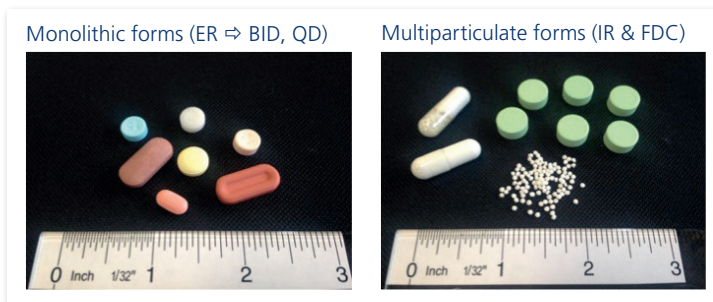 Monolithic forms (ER ⇨ BID, QD)
Multiparticulate forms (IR & FDC)
0 Inch 1/32" 1 2 3
0 Inch 1/32" 1 2 3